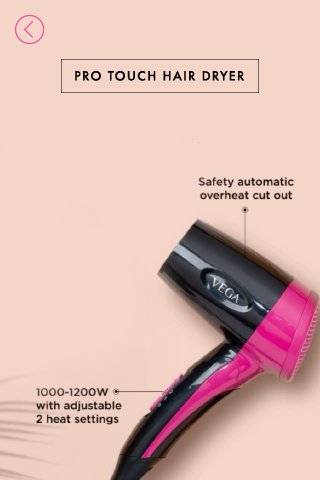 PRO TOUCH HAIR DRYER
Safety automatic
overheat cut out
VEGA
1000-1200W
with adjustable
2 heat settings